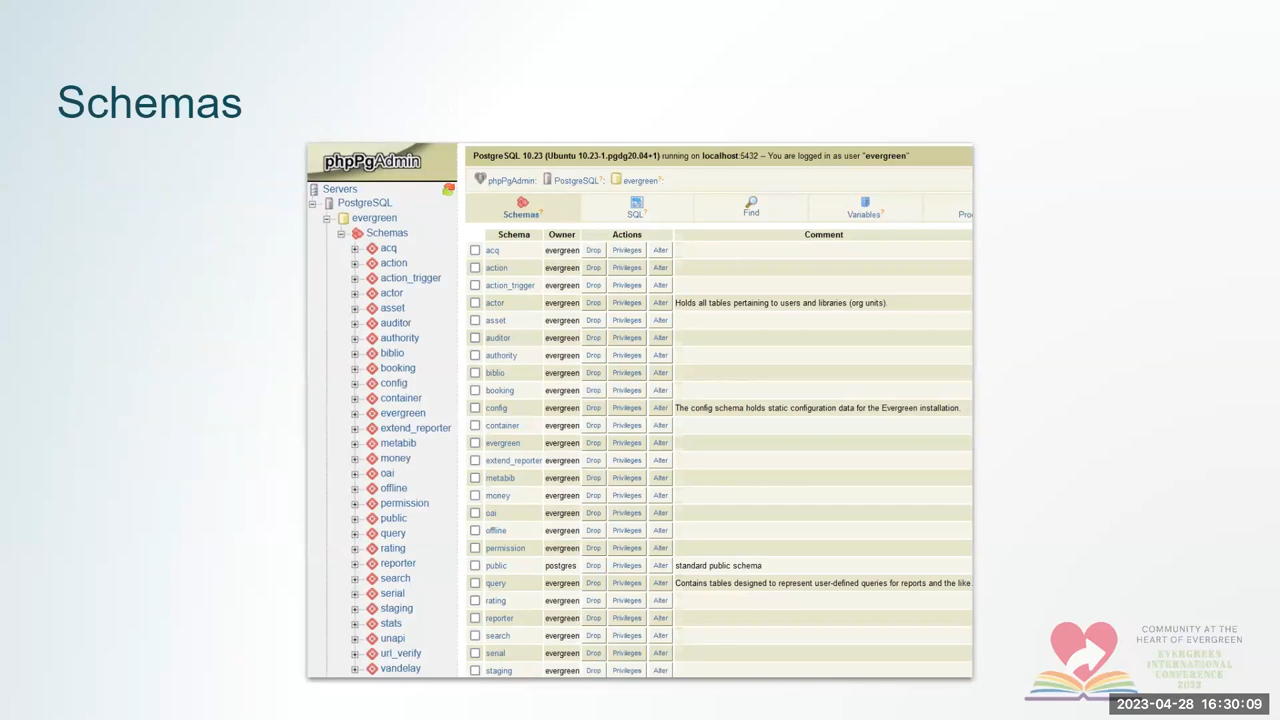 Schemas
phpPgAdmin
Servers
PostgreSQL
evergreen
Schemas
acq
action
action_trigger
actor
asset
auditor
authority
biblio
booking
config
container
evergreen
extend_reporter
metabib
money
oai
offline
permission
public
query
rating
reporter
search
serial
staging
stats
unapi
url_verify
vandelay
PostgreSQL 10.23 (Ubuntu 10.23-1.pgdg20.04+1) running on localhost:5432 -- You are logged in as user "evergreen"
phpPgAdmin: PostgreSQL?: evergreen?:
Schemas? SQL? Find Variables? Proc
Schema Owner Actions Comment
acq evergreen Drop Privileges Alter
action evergreen Drop Privileges Alter
action_trigger evergreen Drop Privileges Alter
actor evergreen Drop Privileges Alter Holds all tables pertaining to users and libraries (org units).
asset evergreen Drop Privileges Alter
auditor evergreen Drop Privileges Alter
authority evergreen Drop Privileges Alter
biblio evergreen Drop Privileges Alter
booking evergreen Drop Privileges Alter
config evergreen Drop Privileges Alter The config schema holds static configuration data for the Evergreen installation.
container evergreen Drop Privileges Alter
evergreen evergreen Drop Privileges Alter
extend_reporter evergreen Drop Privileges Alter
metabib evergreen Drop Privileges Alter
money evergreen Drop Privileges Alter
oai evergreen Drop Privileges Alter
offline evergreen Drop Privileges Alter
permission evergreen Drop Privileges Alter
public postgres Drop Privileges Alter standard public schema
query evergreen Drop Privileges Alter Contains tables designed to represent user-defined queries for reports and the like.
rating evergreen Drop Privileges Alter
reporter evergreen Drop Privileges Alter
search evergreen Drop Privileges Alter
serial evergreen Drop Privileges Alter
staging evergreen Drop Privileges Alter
COMMUNITY AT THE
HEART OF EVERGREEN
EVERGREEN
INTERNATIONAL
CONFERENCE
2023
2023-04-28 16:30:09